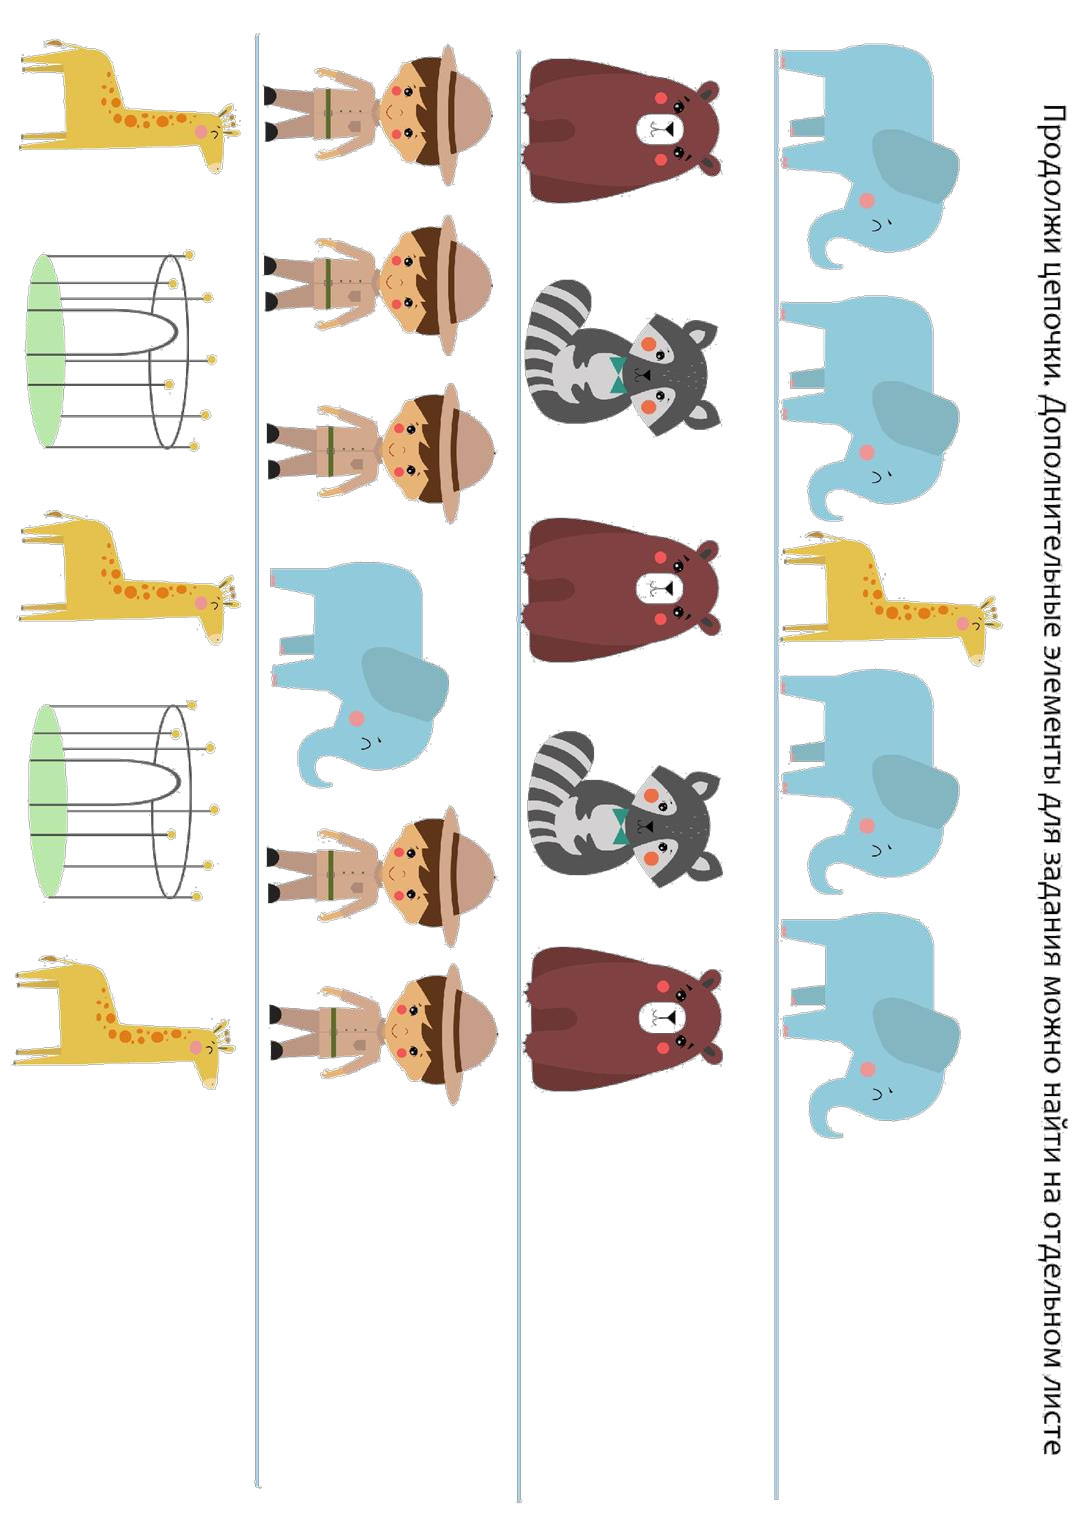 Продолжи цепочки. Дополнительные элементы для задания можно найти на отдельном листе